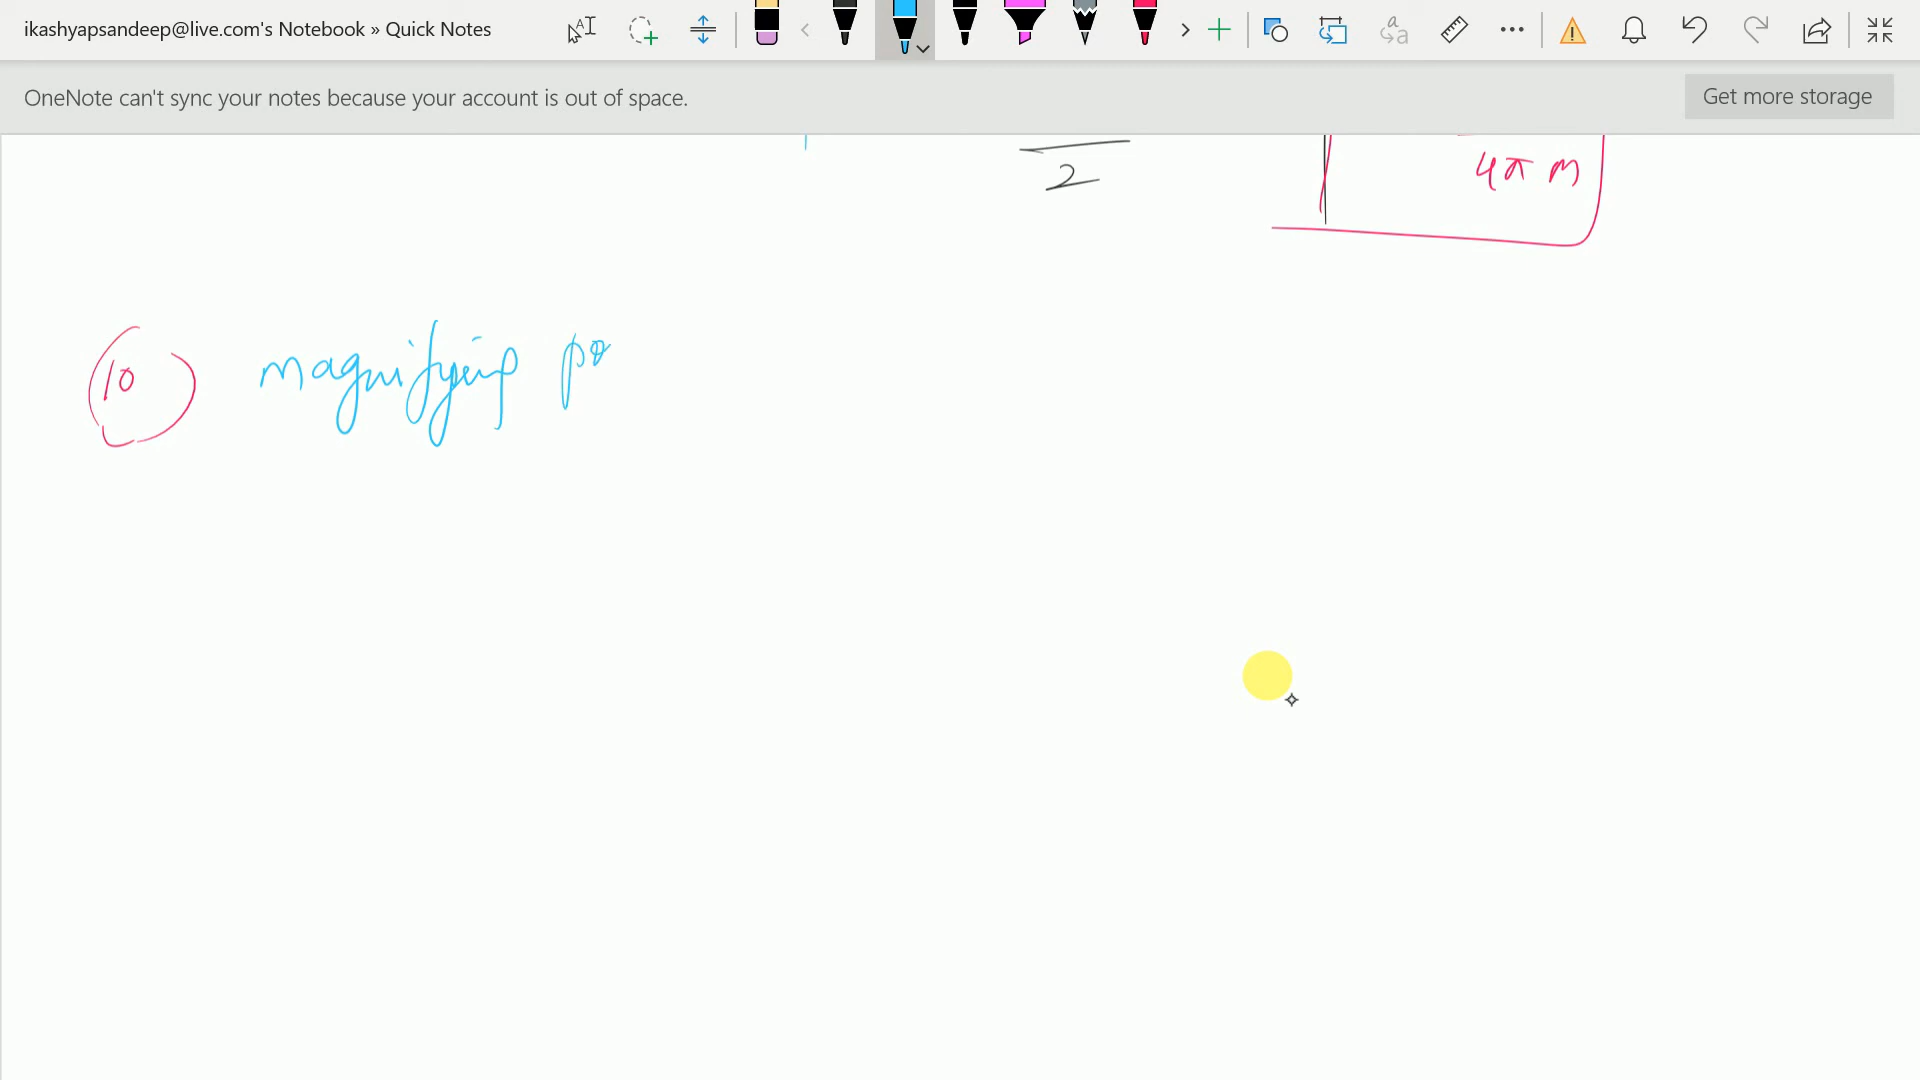 ikashyapsandeep@live.com's Notebook » Quick Notes
OneNote can't sync your notes because your account is out of space.
Get more storage
2
4π m
10 magnifying po